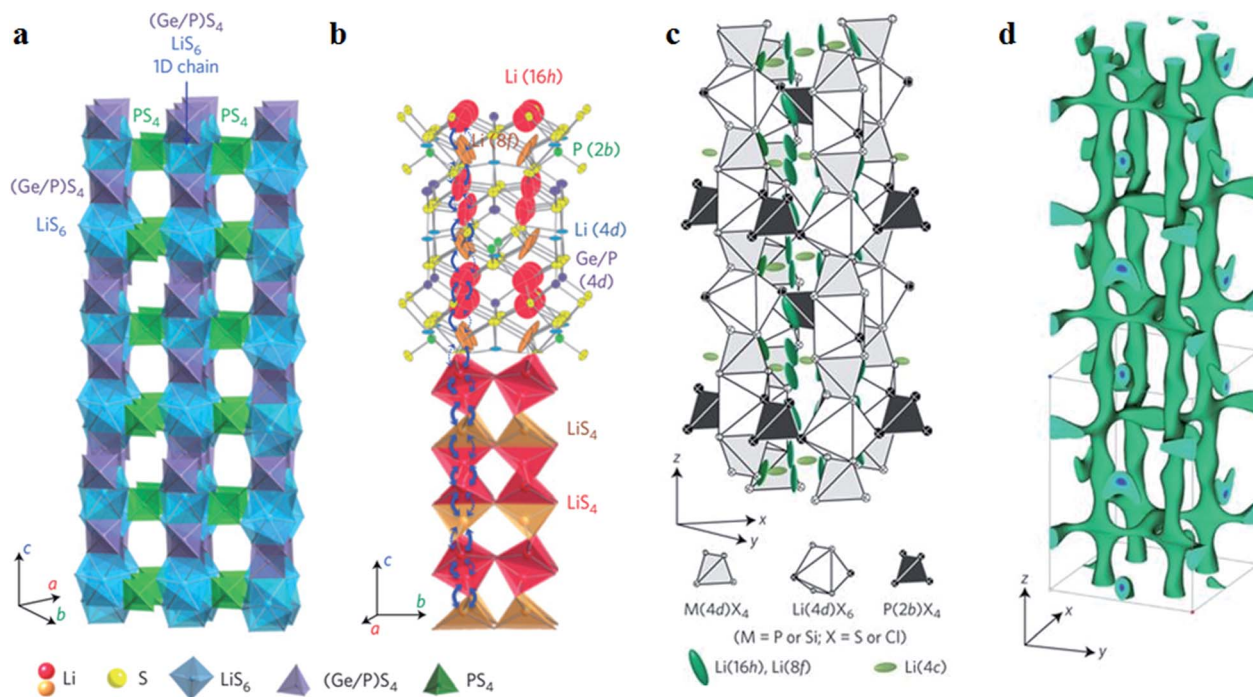 a
(Ge/P)S₄
LiS₆
1D chain
PS₄
PS₄
(Ge/P)S₄
LiS₆
c
a
b
b
Li (16h)
Li(8f)
P (2b)
Li (4d)
Ge/P
(4d)
LiS₄
LiS₄
c
b
a
Li
S
LiS₆
(Ge/P)S₄
PS₄
c
z
x
y
M(4d)X₄
Li(4d)X₆
P(2b)X₄
(M = P or Si; X = S or Cl)
Li(16h), Li(8f)
Li(4c)
d
z
x
y